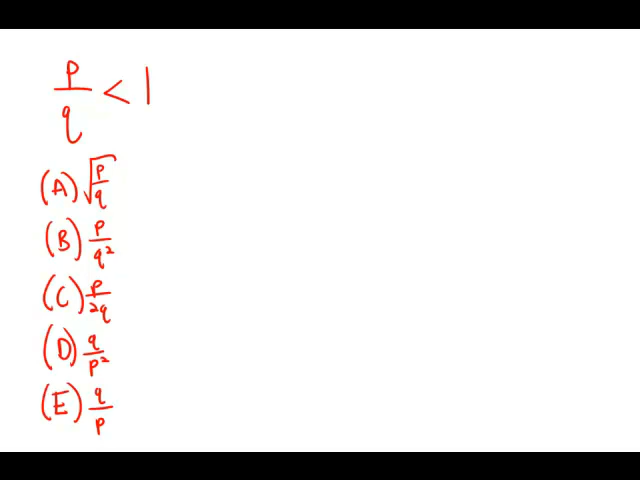 p/q < 1
(A) √(p/q)
(B) p/q²
(C) p/2q
(D) q/p²
(E) q/p